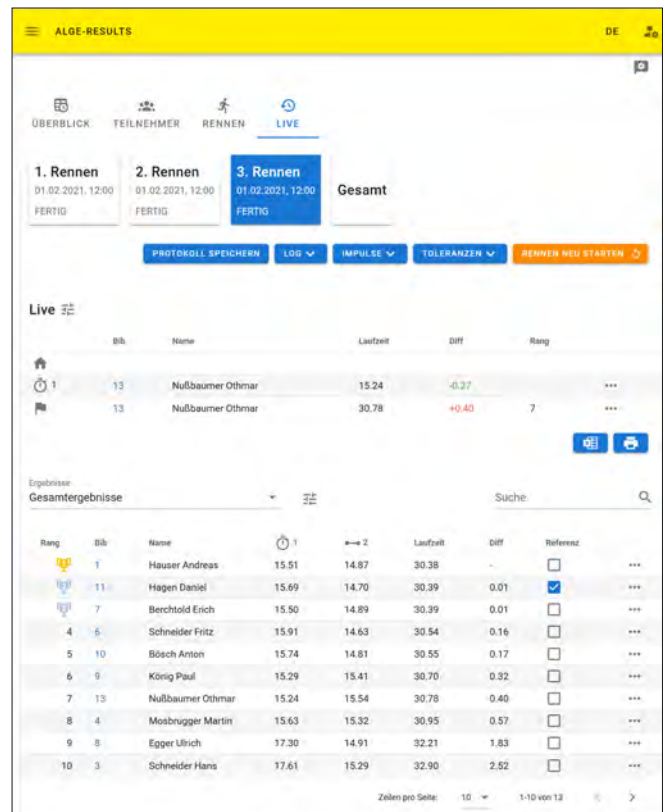 ALGE-RESULTS DE
ÜBERBLICK TEILNEHMER RENNEN LIVE
1. Rennen 2. Rennen 3. Rennen Gesamt
01.02.2021, 12:00 01.02.2021, 12:00 01.02.2021, 12:00
FERTIG FERTIG FERTIG
PROTOKOLL SPEICHERN LOG IMPULSE TOLERANZEN RENNEN NEU STARTEN
Live
Bib Name Laufzeit Diff Rang
1 13 Nußbaumer Othmar 15.24 -0.27 ...
13 Nußbaumer Othmar 30.78 +0.40 7 ...
Ergebnisse
Gesamtergebnisse Suche
Rang Bib Name 1 2 Laufzeit Diff Referenz
1 Hauser Andreas 15.51 14.87 30.38 - ...
11 Hagen Daniel 15.69 14.70 30.39 0.01 ...
7 Berchtold Erich 15.50 14.89 30.39 0.01 ...
4 6 Schneider Fritz 15.91 14.63 30.54 0.16 ...
5 10 Bösch Anton 15.74 14.81 30.55 0.17 ...
6 9 König Paul 15.29 15.41 30.70 0.32 ...
7 13 Nußbaumer Othmar 15.24 15.54 30.78 0.40 ...
8 4 Mosbrugger Martin 15.63 15.32 30.95 0.57 ...
9 8 Egger Ulrich 17.30 14.91 32.21 1.83 ...
10 3 Schneider Hans 17.61 15.29 32.90 2.52 ...
Zeilen pro Seite: 10 1-10 von 13